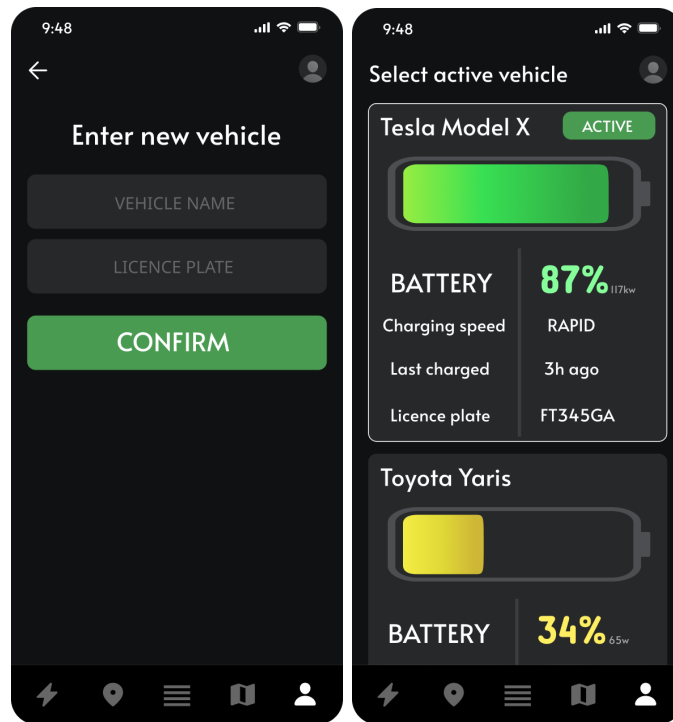 9:48
Enter new vehicle
VEHICLE NAME
LICENCE PLATE
CONFIRM
9:48
Select active vehicle
Tesla Model X ACTIVE
BATTERY 87% 117kw
Charging speed RAPID
Last charged 3h ago
Licence plate FT345GA
Toyota Yaris
BATTERY 34% 65w